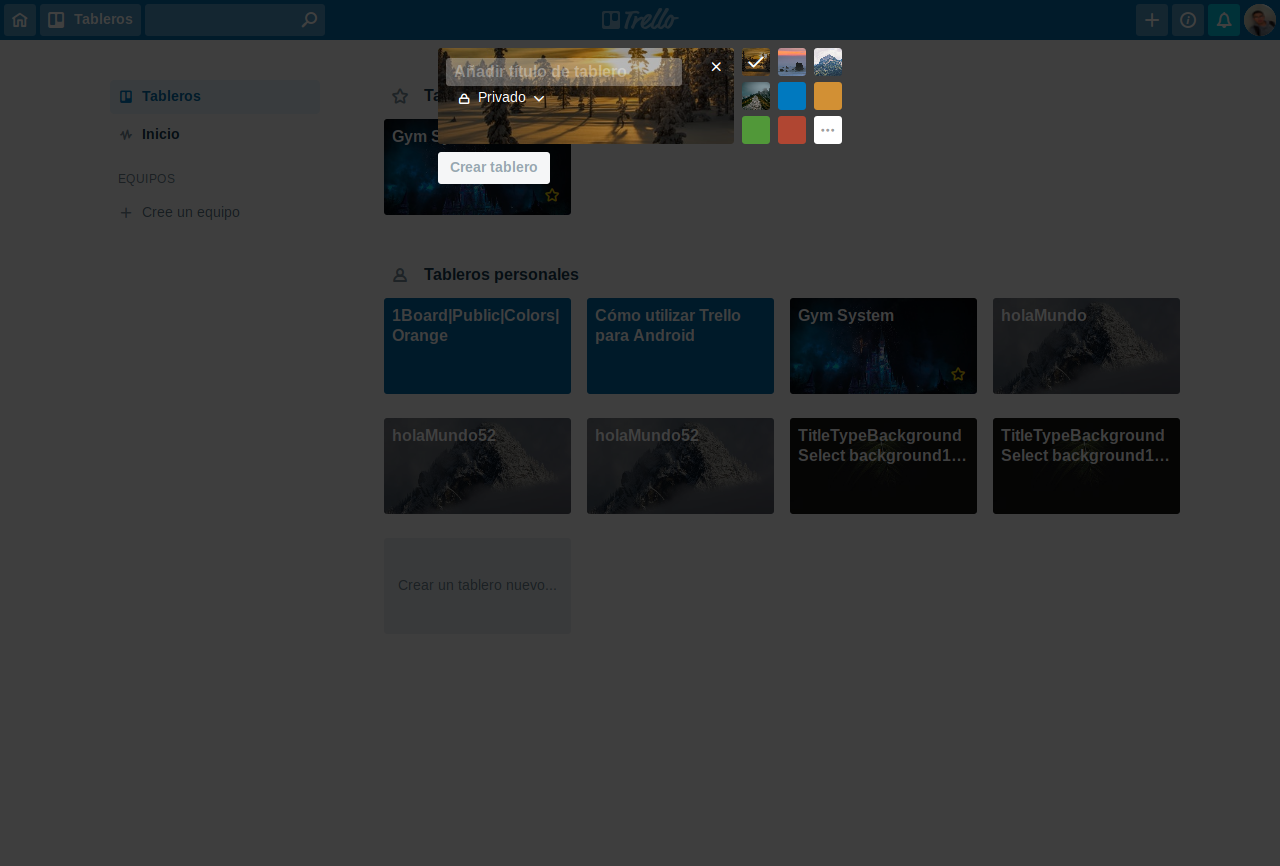 Tableros
Trello
Añadir título de tablero
Privado
Crear tablero
Tableros
Inicio
EQUIPOS
Cree un equipo
Gym S
Tableros personales
1Board|Public|Colors|
Orange
Cómo utilizar Trello
para Android
Gym System
holaMundo
holaMundo52
holaMundo52
TitleTypeBackground
Select background1...
TitleTypeBackground
Select background1...
Crear un tablero nuevo...